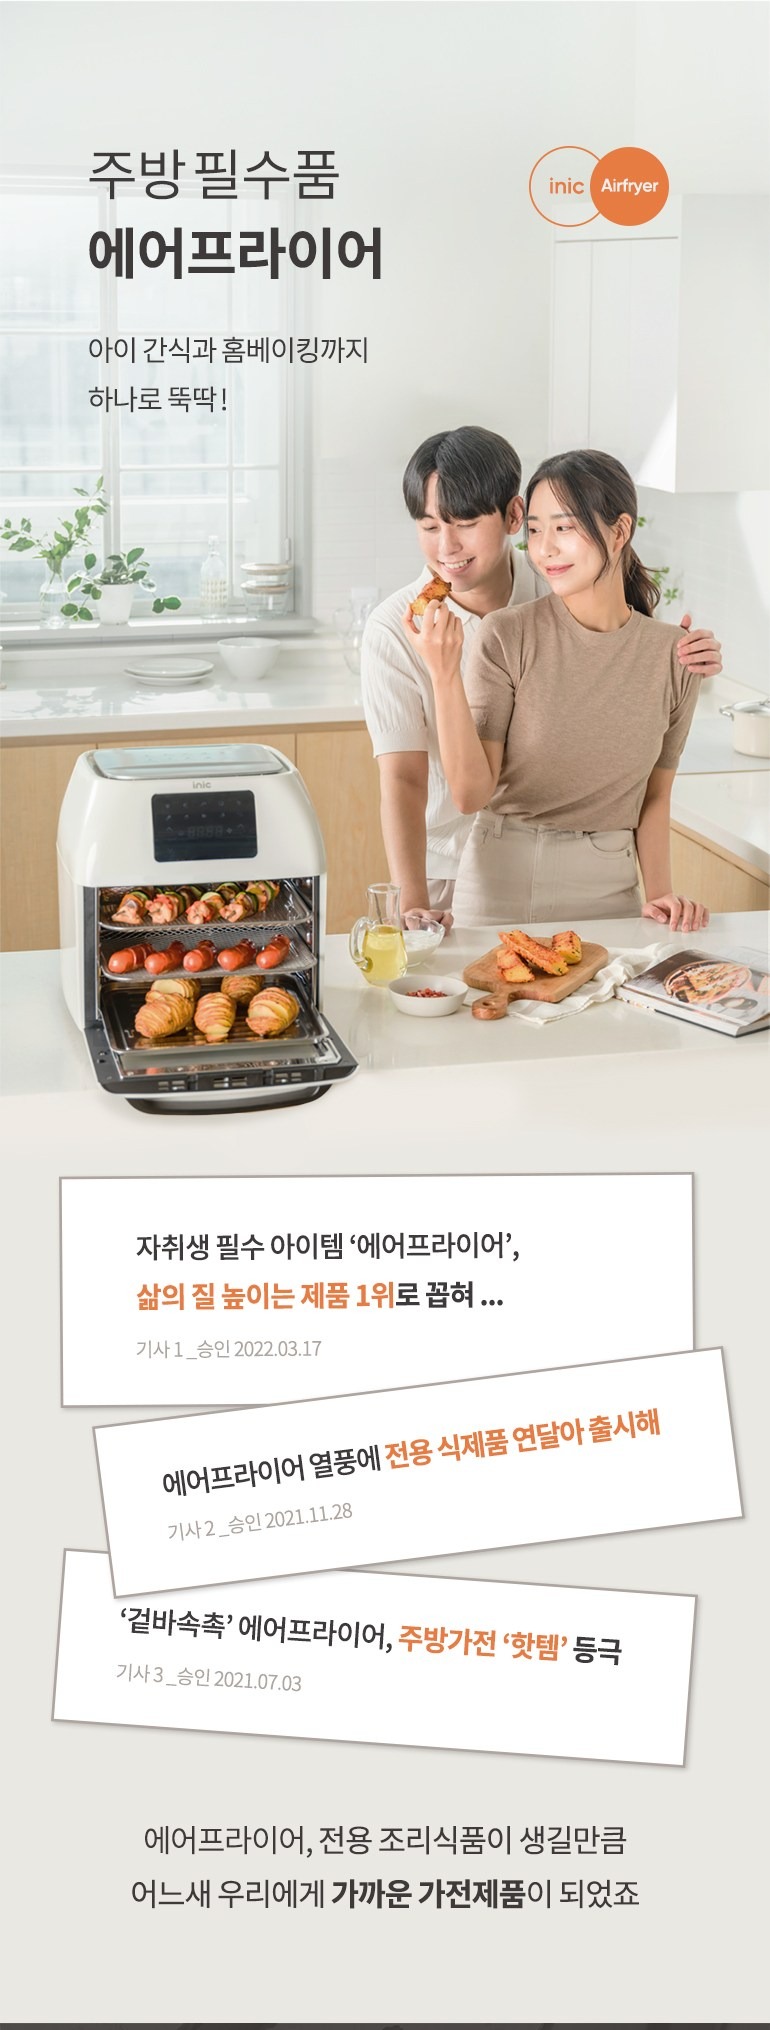 주방 필수품
에어프라이어
inic Airfryer
아이 간식과 홈베이킹까지
하나로 뚝딱!
inic
자취생 필수 아이템 ‘에어프라이어’,
삶의 질 높이는 제품 1위로 꼽혀 ...
기사 1 _승인 2022.03.17
에어프라이어 열풍에 전용 식제품 연달아 출시해
기사 2 _승인 2021.11.28
‘겉바속촉’ 에어프라이어, 주방가전 ‘핫템’ 등극
기사 3 _승인 2021.07.03
에어프라이어, 전용 조리식품이 생길만큼
어느새 우리에게 가까운 가전제품이 되었죠